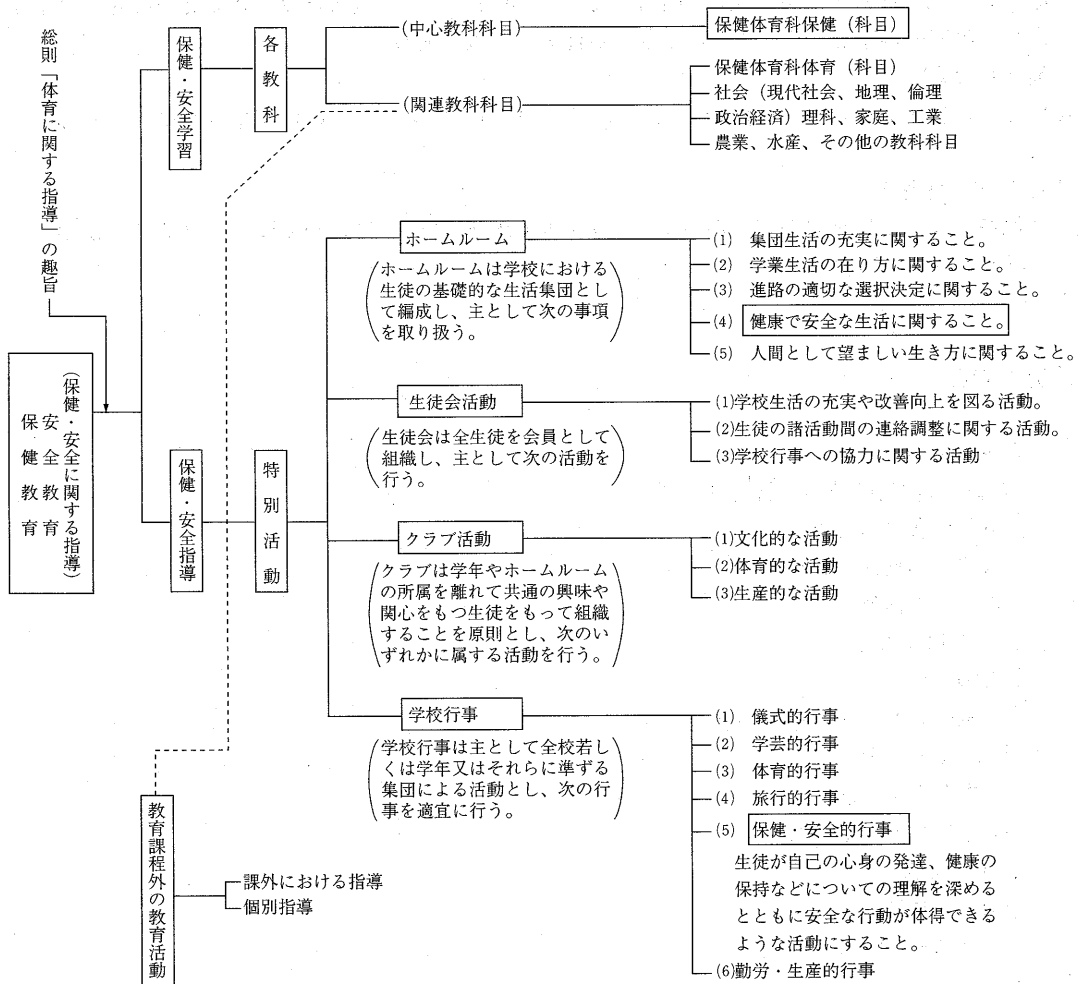 総則「体育に関する指導」の趣旨
(保健・安全に関する指導)
安全教育
保健教育
保健・安全学習
各教科
(中心教科科目)
保健体育科保健(科目)
(関連教科科目)
保健体育科体育(科目)
社会(現代社会、地理、倫理
政治経済)理科、家庭、工業
農業、水産、その他の教科科目
保健・安全指導
特別活動
ホームルーム
(ホームルームは学校における
生徒の基礎的な生活集団とし
て編成し、主として次の事項
を取り扱う。)
(1) 集団生活の充実に関すること。
(2) 学業生活の在り方に関すること。
(3) 進路の適切な選択決定に関すること。
(4) 健康で安全な生活に関すること。
(5) 人間として望ましい生き方に関すること。
生徒会活動
(生徒会は全生徒を会員として
組織し、主として次の活動を
行う。)
(1)学校生活の充実や改善向上を図る活動。
(2)生徒の諸活動間の連絡調整に関する活動。
(3)学校行事への協力に関する活動
クラブ活動
(クラブは学年やホームルーム
の所属を離れて共通の興味や
関心をもつ生徒をもって組織
することを原則とし、次のい
ずれかに属する活動を行う。)
(1)文化的な活動
(2)体育的な活動
(3)生産的な活動
学校行事
(学校行事は主として全校若し
くは学年又はそれらに準ずる
集団による活動とし、次の行
事を適宜に行う。)
(1) 儀式的行事
(2) 学芸的行事
(3) 体育的行事
(4) 旅行的行事
(5) 保健・安全的行事
生徒が自己の心身の発達、健康の
保持などについての理解を深める
とともに安全な行動が体得できる
ような活動にすること。
(6)勤労・生産的行事
教育課程外の教育活動
課外における指導
個別指導